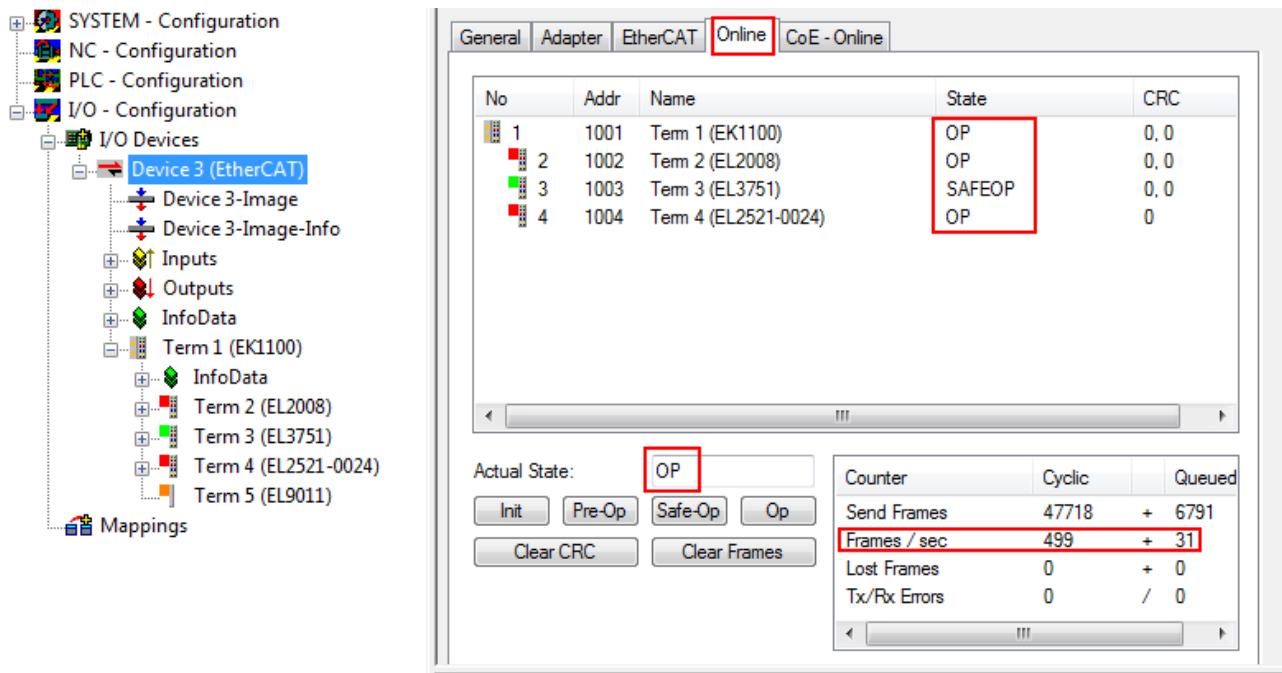 SYSTEM - Configuration
NC - Configuration
PLC - Configuration
I/O - Configuration
I/O Devices
Device 3 (EtherCAT)
Device 3-Image
Device 3-Image-Info
Inputs
Outputs
InfoData
Term 1 (EK1100)
InfoData
Term 2 (EL2008)
Term 3 (EL3751)
Term 4 (EL2521-0024)
Term 5 (EL9011)
Mappings
General Adapter EtherCAT Online CoE - Online
No Addr Name State CRC
1 1001 Term 1 (EK1100) OP 0, 0
2 1002 Term 2 (EL2008) OP 0, 0
3 1003 Term 3 (EL3751) SAFEOP 0, 0
4 1004 Term 4 (EL2521-0024) OP 0
Actual State: OP
Init Pre-Op Safe-Op Op
Clear CRC Clear Frames
Counter Cyclic Queued
Send Frames 47718 + 6791
Frames / sec 499 + 31
Lost Frames 0 + 0
Tx/Rx Errors 0 / 0